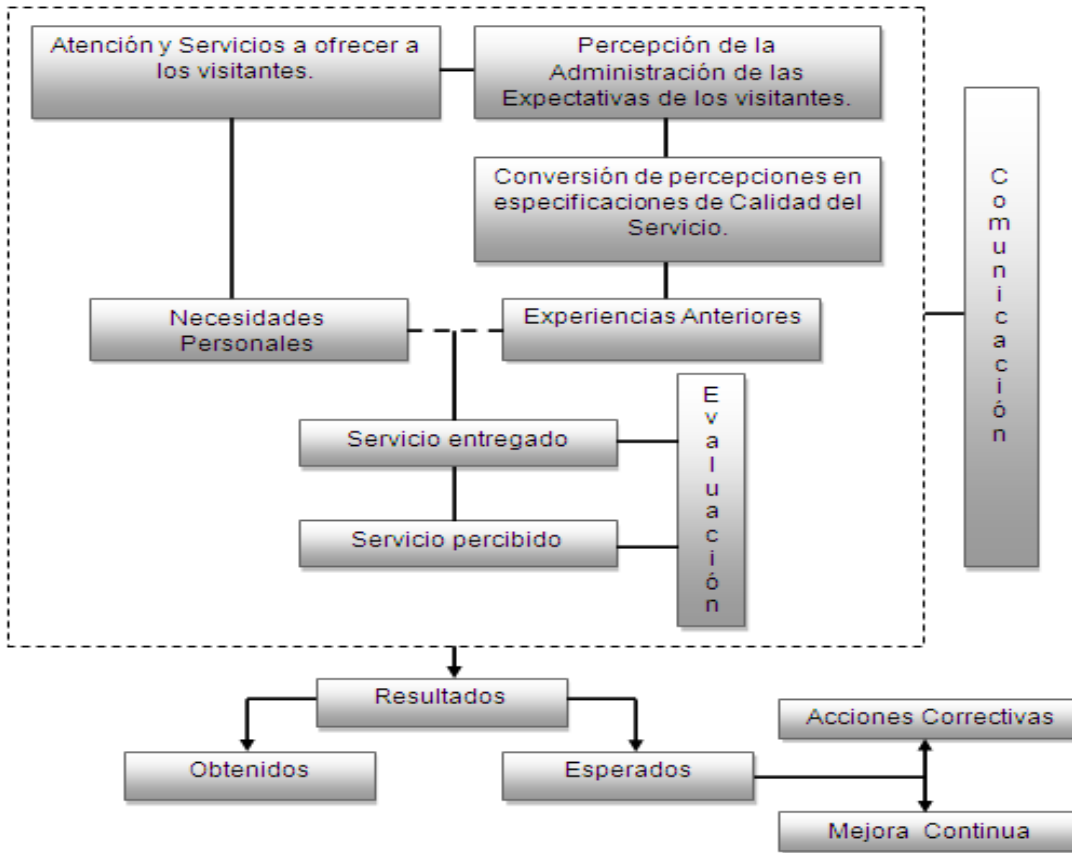 Atención y Servicios a ofrecer a
los visitantes.
Percepción de la
Administración de las
Expectativas de los visitantes.
Conversión de percepciones en
especificaciones de Calidad del
Servicio.
Necesidades
Personales
Experiencias Anteriores
Servicio entregado
Servicio percibido
Evaluación
Comunicación
Resultados
Obtenidos
Esperados
Acciones Correctivas
Mejora Continua